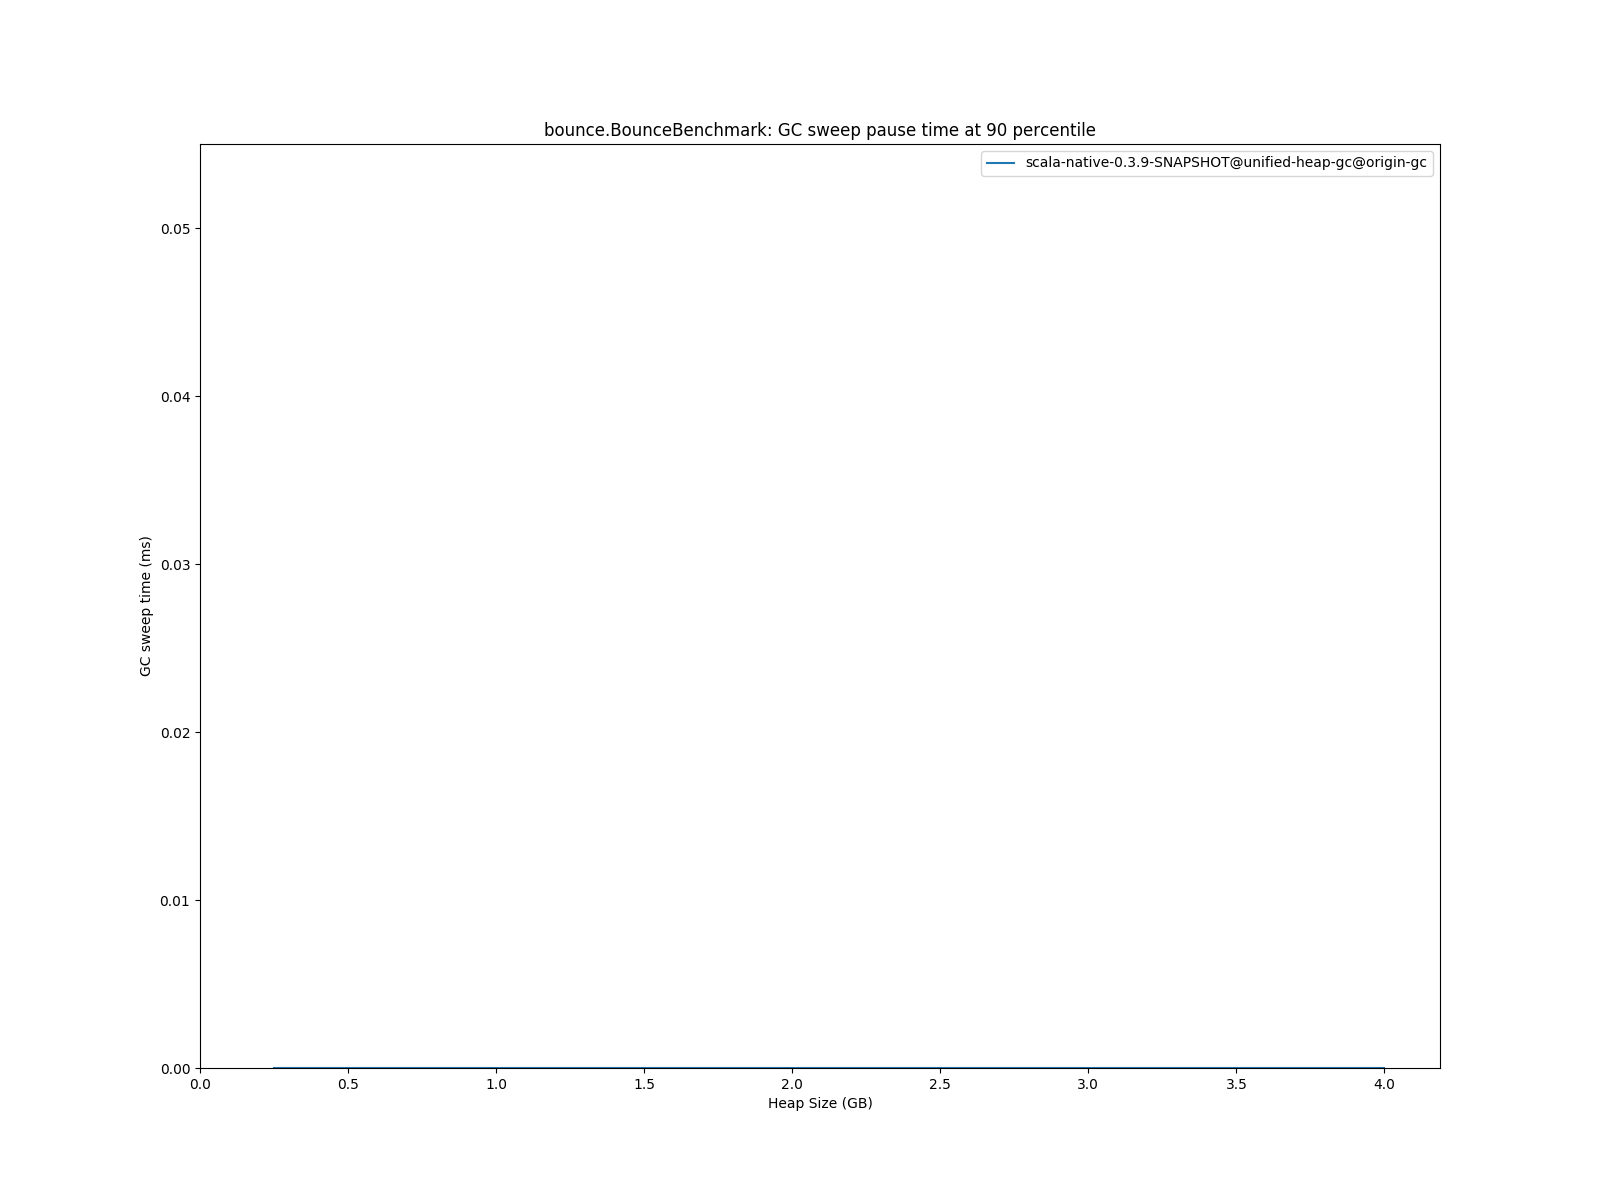 bounce.BounceBenchmark: GC sweep pause time at 90 percentile
scala-native-0.3.9-SNAPSHOT@unified-heap-gc@origin-gc
0.05
0.04
0.03
0.02
0.01
0.00
GC sweep time (ms)
0.0 0.5 1.0 1.5 2.0 2.5 3.0 3.5 4.0
Heap Size (GB)